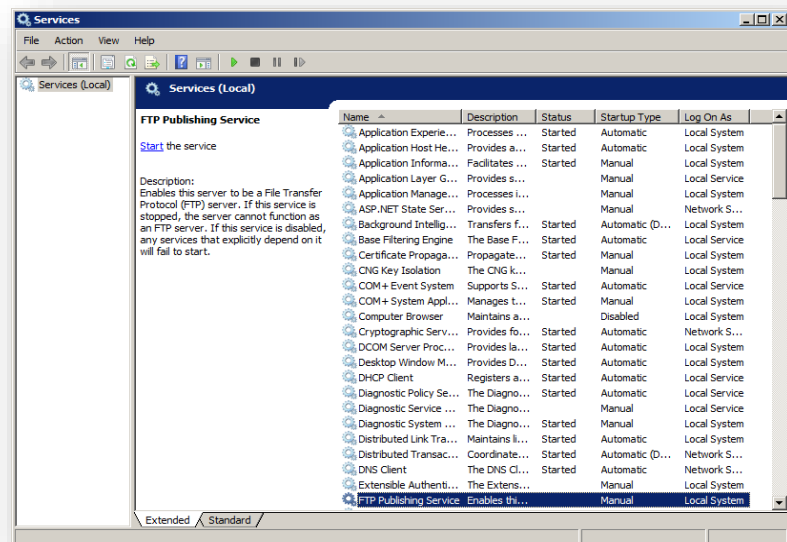 Services
File Action View Help
Services (Local)
Services (Local)
FTP Publishing Service
Start the service
Description:
Enables this server to be a File Transfer
Protocol (FTP) server. If this service is
stopped, the server cannot function as
an FTP server. If this service is disabled,
any services that explicitly depend on it
will fail to start.
Name Description Status Startup Type Log On As
Application Experie... Processes ... Started Automatic Local System
Application Host He... Provides a... Started Automatic Local System
Application Informa... Facilitates ... Started Manual Local System
Application Layer G... Provides s... Manual Local Service
Application Manage... Processes i... Manual Local System
ASP.NET State Ser... Provides s... Manual Network S...
Background Intellig... Transfers f... Started Automatic (D... Local System
Base Filtering Engine The Base F... Started Automatic Local Service
Certificate Propaga... Propagate... Started Manual Local System
CNG Key Isolation The CNG k... Manual Local System
COM+ Event System Supports S... Started Automatic Local Service
COM+ System Appl... Manages t... Started Manual Local System
Computer Browser Maintains a... Disabled Local System
Cryptographic Serv... Provides fo... Started Automatic Network S...
DCOM Server Proc... Provides la... Started Automatic Local System
Desktop Window M... Provides D... Started Automatic Local System
DHCP Client Registers a... Started Automatic Local Service
Diagnostic Policy Se... The Diagno... Started Automatic Local Service
Diagnostic Service ... The Diagno... Manual Local Service
Diagnostic System ... The Diagno... Started Manual Local System
Distributed Link Tra... Maintains li... Started Automatic Local System
Distributed Transac... Coordinate... Started Automatic (D... Network S...
DNS Client The DNS Cl... Started Automatic Network S...
Extensible Authenti... The Extens... Manual Local System
FTP Publishing Service Enables thi... Manual Local System
Extended Standard